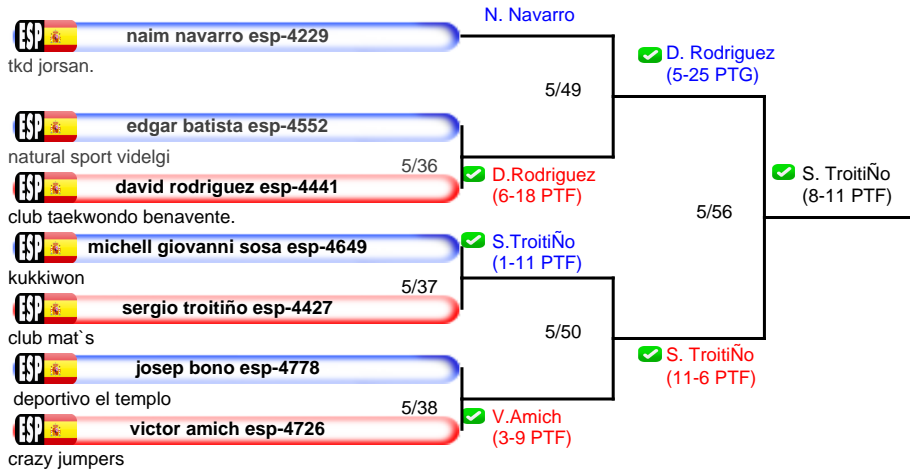 ESP naim navarro esp-4229
tkd jorsan.
ESP edgar batista esp-4552
natural sport videlgi
5/36
ESP david rodriguez esp-4441
club taekwondo benavente.
ESP michell giovanni sosa esp-4649
kukkiwon
5/37
ESP sergio troitiño esp-4427
club mat`s
ESP josep bono esp-4778
deportivo el templo
5/38
ESP victor amich esp-4726
crazy jumpers
N. Navarro
5/49
D.Rodriguez
(6-18 PTF)
S.TroitiÑo
(1-11 PTF)
5/50
V.Amich
(3-9 PTF)
D. Rodriguez
(5-25 PTG)
5/56
S. TroitiÑo
(11-6 PTF)
S. TroitiÑo
(8-11 PTF)